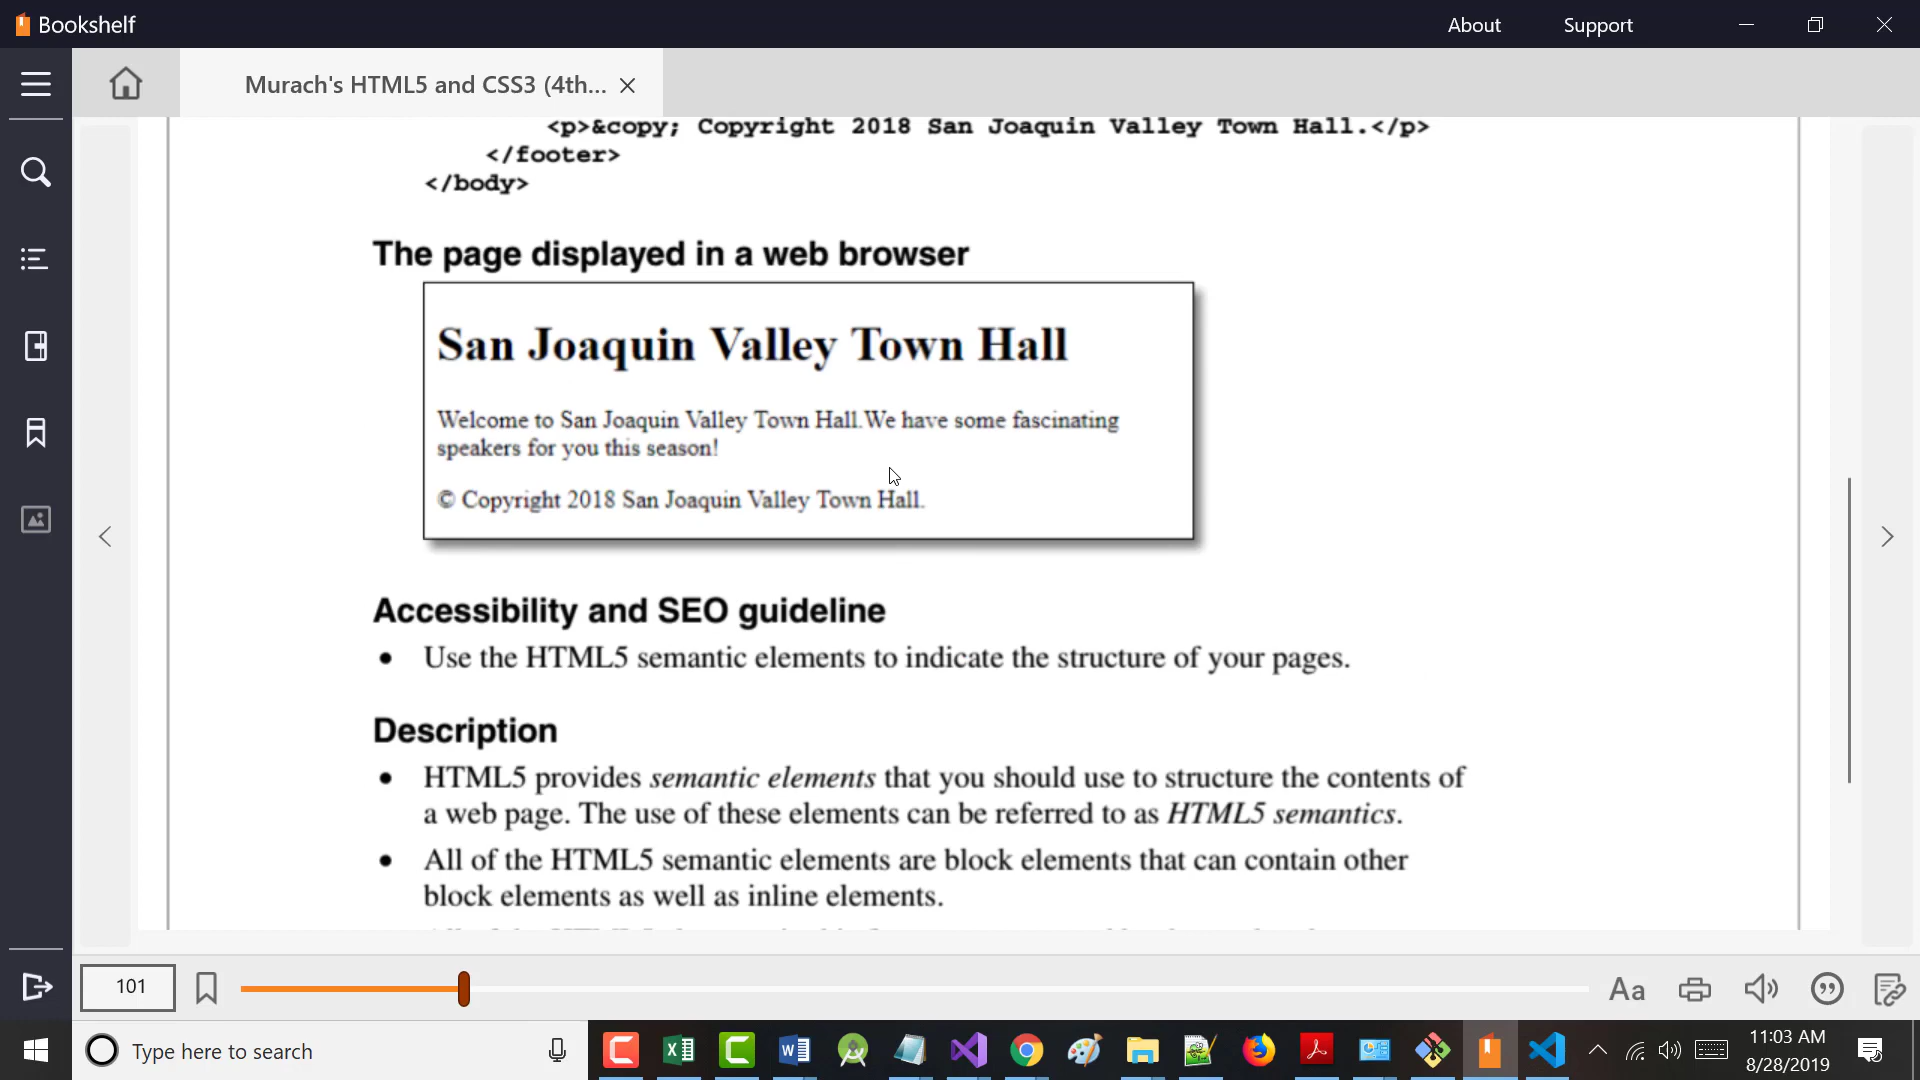 Bookshelf
About
Support
Murach's HTML5 and CSS3 (4th...
<p>&copy; Copyright 2018 San Joaquin Valley Town Hall.</p>
</footer>
</body>
The page displayed in a web browser
San Joaquin Valley Town Hall
Welcome to San Joaquin Valley Town Hall.We have some fascinating
speakers for you this season!
© Copyright 2018 San Joaquin Valley Town Hall.
Accessibility and SEO guideline
• Use the HTML5 semantic elements to indicate the structure of your pages.
Description
• HTML5 provides semantic elements that you should use to structure the contents of
a web page. The use of these elements can be referred to as HTML5 semantics.
• All of the HTML5 semantic elements are block elements that can contain other
block elements as well as inline elements.
101
Aa
Type here to search
11:03 AM
8/28/2019